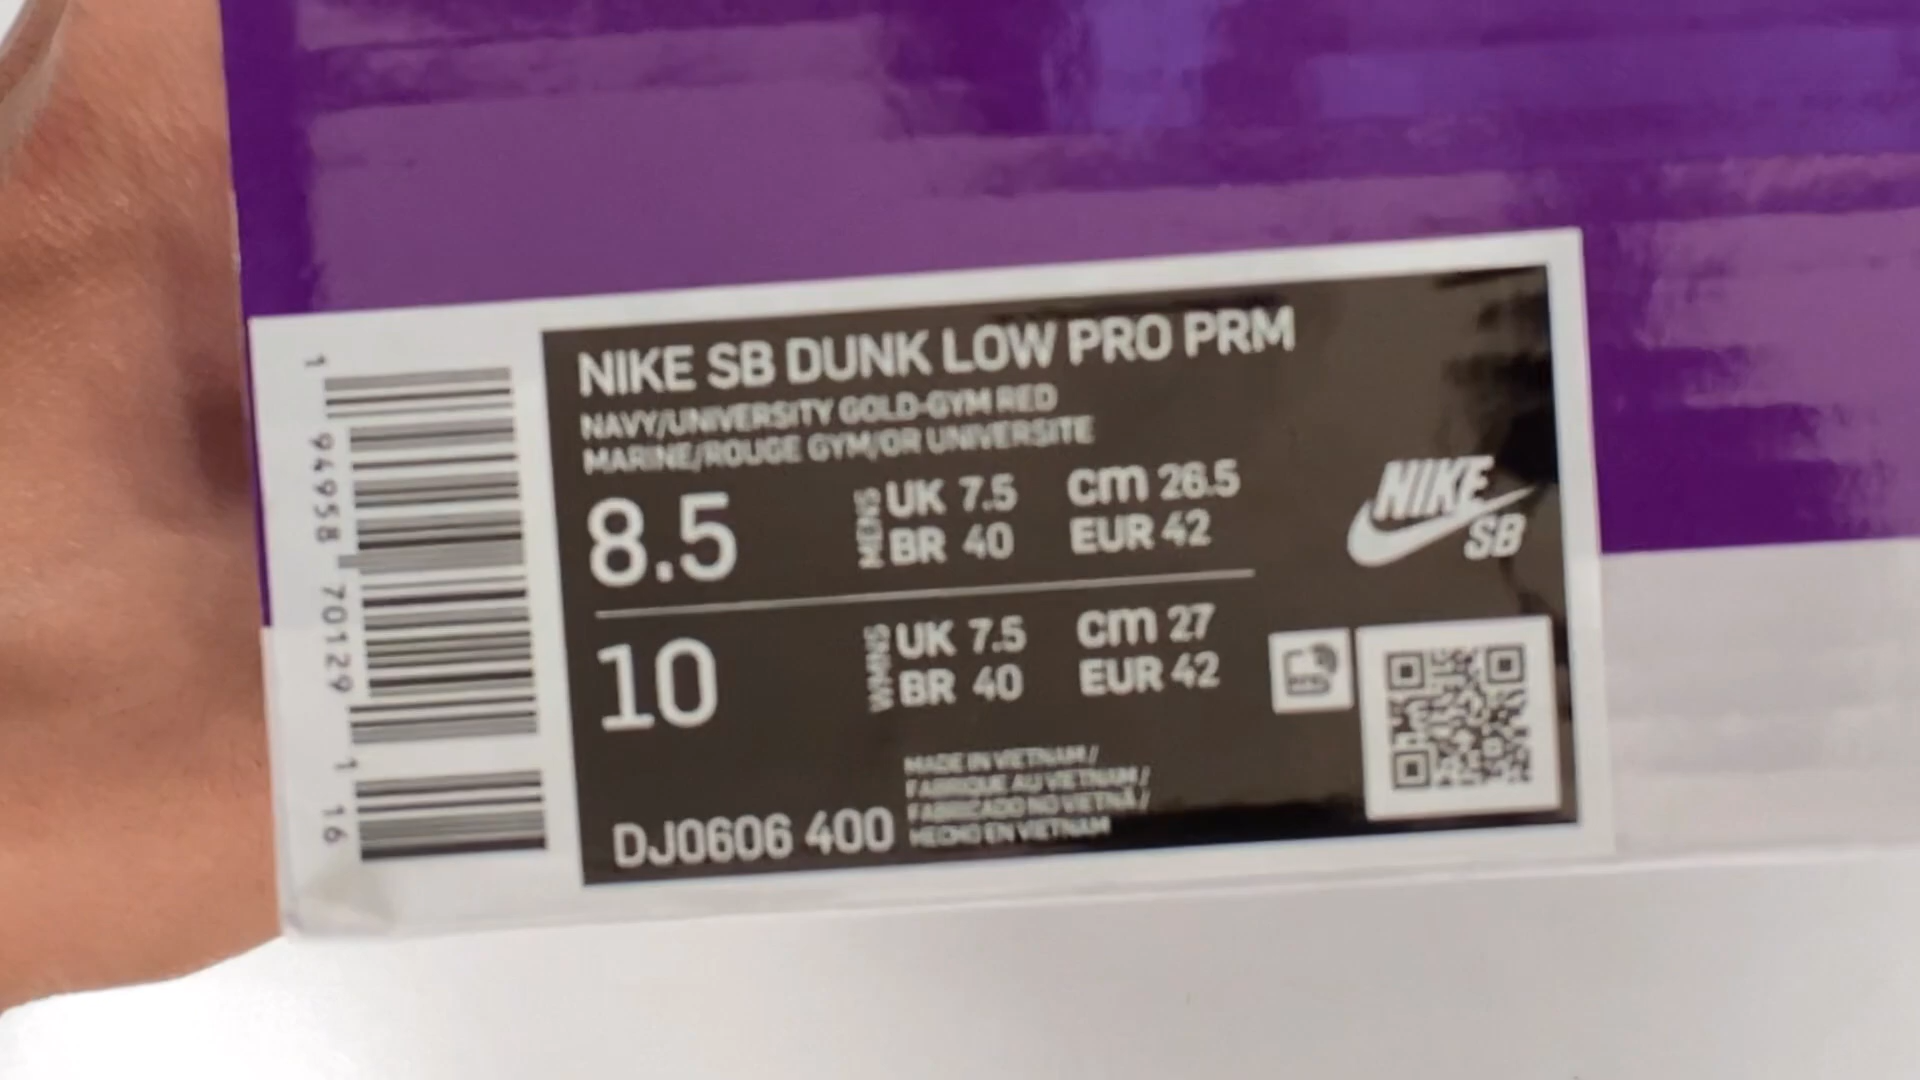 NIKE SB DUNK LOW PRO PRM
NAVY/UNIVERSITY GOLD-GYM RED
MARINE/ROUGE GYM/OR UNIVERSITE
8.5 MENS UK 7.5 cm 26.5
BR 40 EUR 42
NIKE
SB
10 WMNS UK 7.5 cm 27
BR 40 EUR 42
MADE IN VIETNAM /
FABRIQUE AU VIETNAM /
FABRICADO NO VIETNÃ /
HECHO EN VIETNAM
DJ0606 400
1 94958 70129 1 16